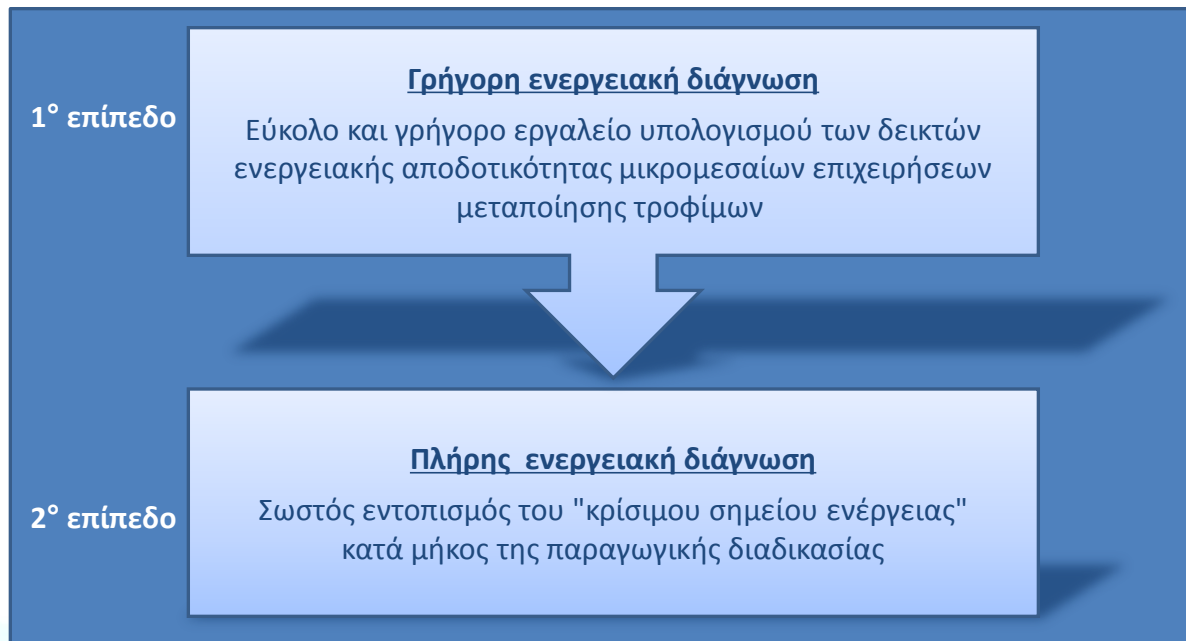 1° επίπεδο
Γρήγορη ενεργειακή διάγνωση
Εύκολο και γρήγορο εργαλείο υπολογισμού των δεικτών
ενεργειακής αποδοτικότητας μικρομεσαίων επιχειρήσεων
μεταποίησης τροφίμων
2° επίπεδο
Πλήρης ενεργειακή διάγνωση
Σωστός εντοπισμός του "κρίσιμου σημείου ενέργειας"
κατά μήκος της παραγωγικής διαδικασίας